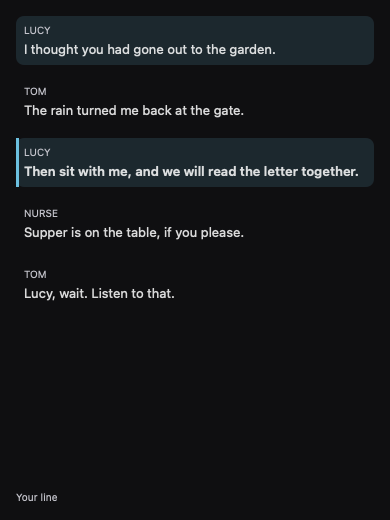 LUCY
I thought you had gone out to the garden.
TOM
The rain turned me back at the gate.
LUCY
Then sit with me, and we will read the letter together.
NURSE
Supper is on the table, if you please.
TOM
Lucy, wait. Listen to that.
Your line